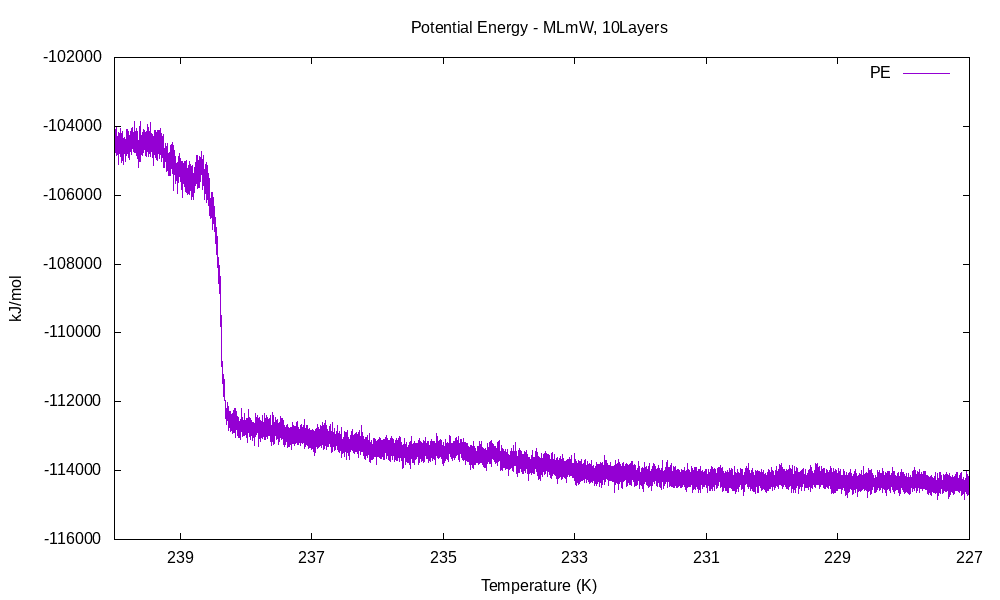 Potential Energy - MLmW, 10Layers
PE
-102000
-104000
-106000
-108000
-110000
-112000
-114000
-116000
kJ/mol
239 237 235 233 231 229 227
Temperature (K)